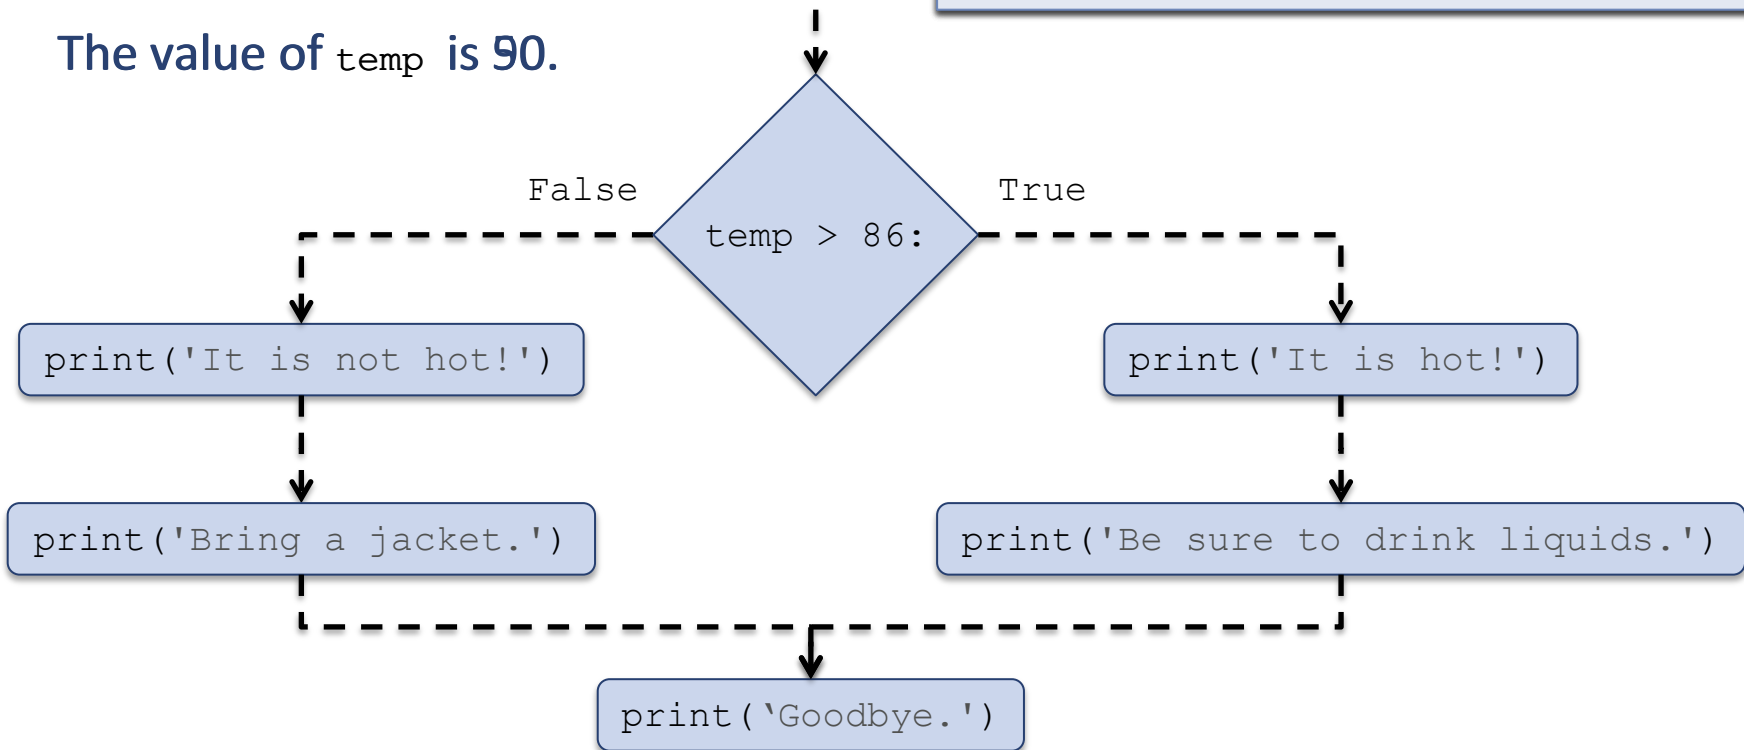 The value of temp is 0.
False
True
temp > 86:
print('It is not hot!')
print('It is hot!')
print('Bring a jacket.')
print('Be sure to drink liquids.')
print(‘Goodbye.')